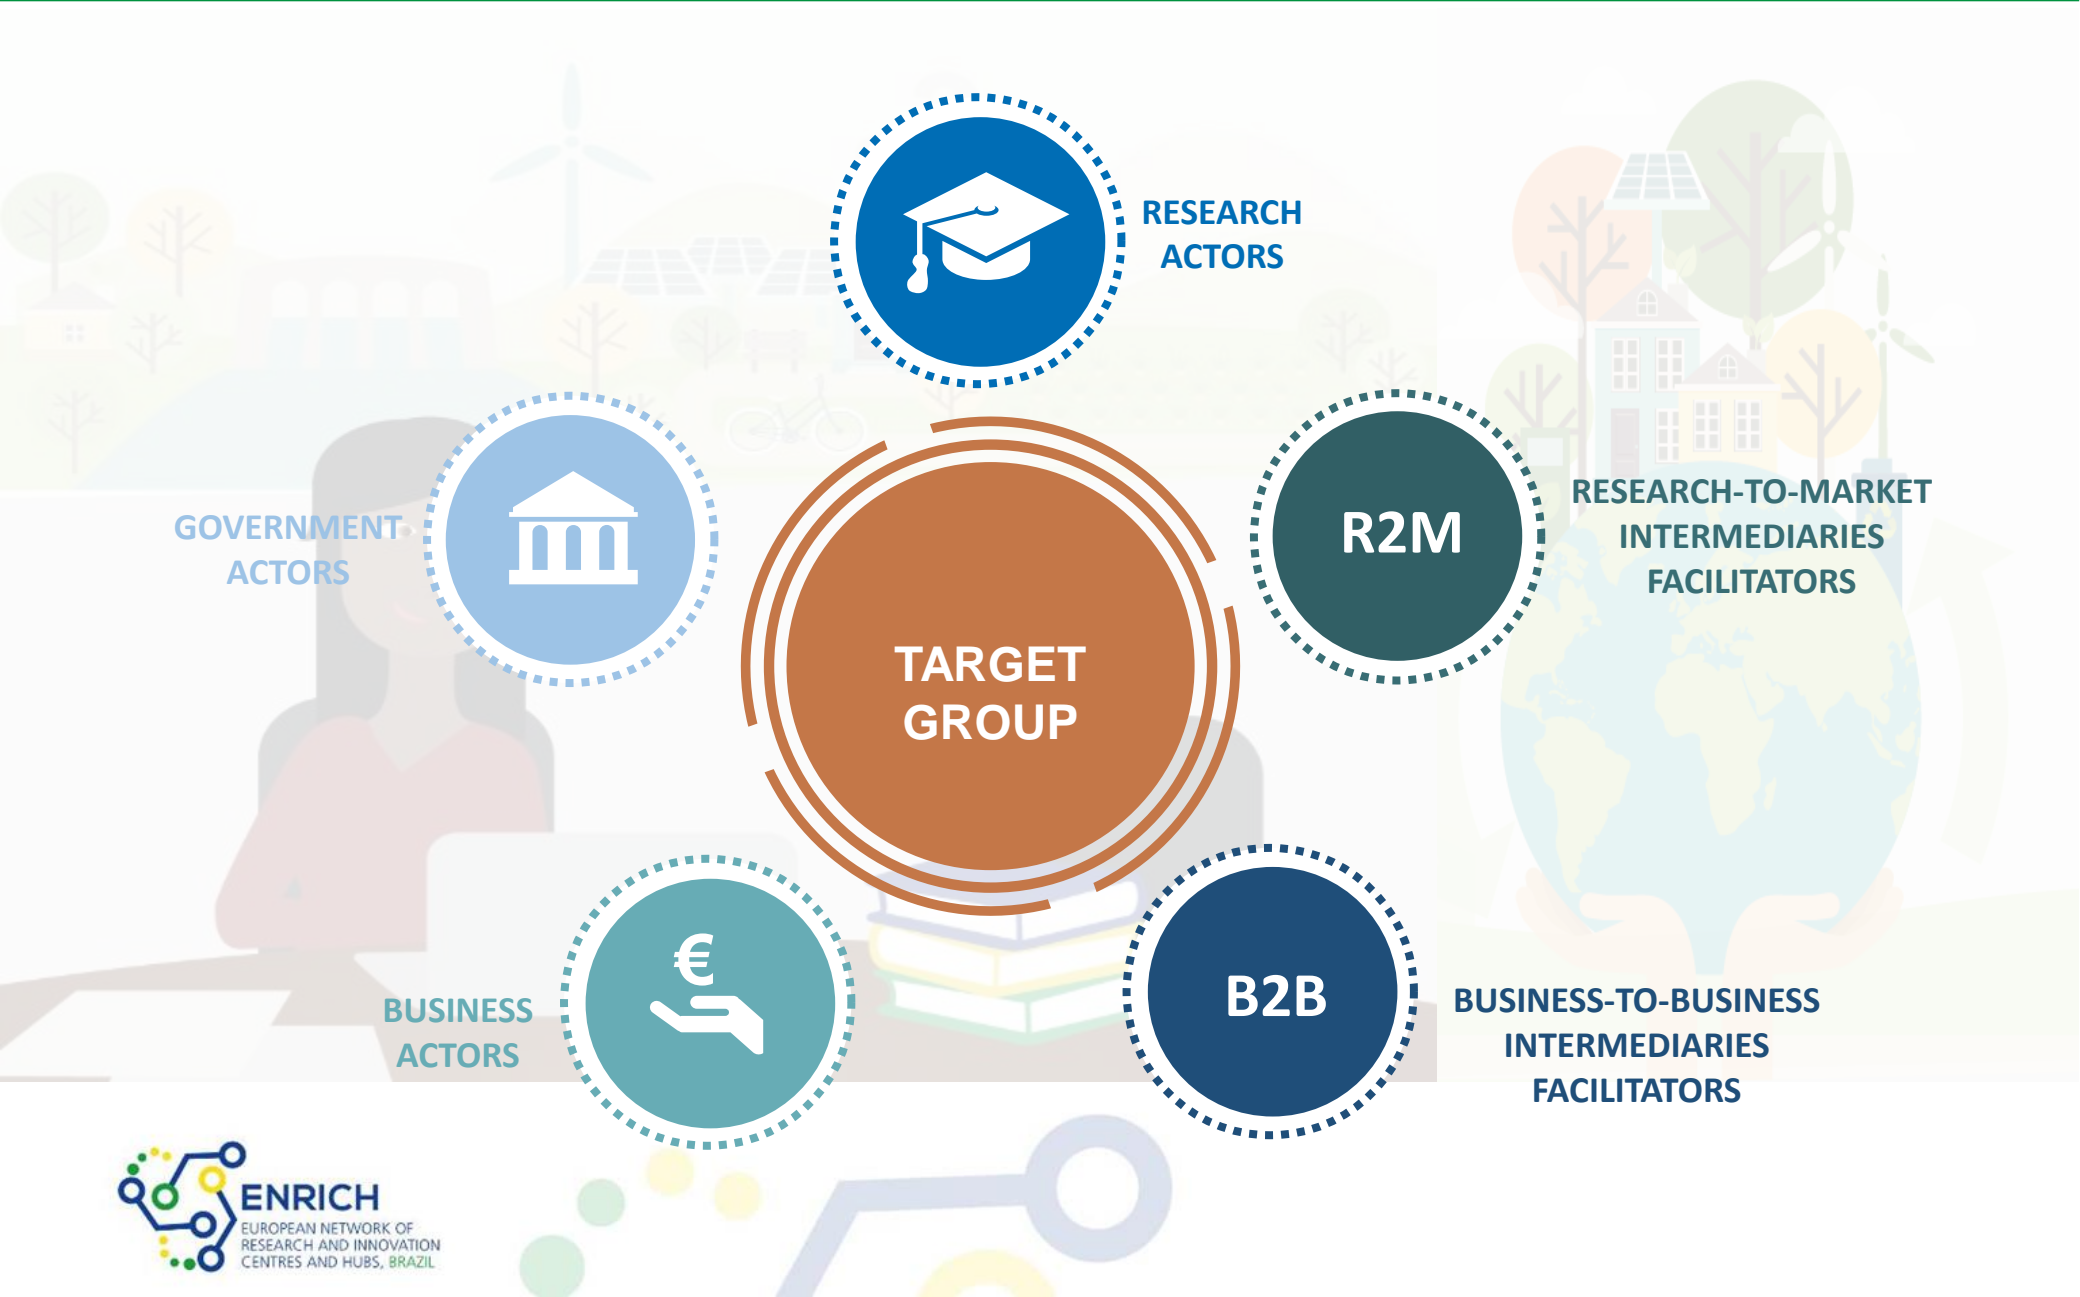 RESEARCH
ACTORS
GOVERNMENT
ACTORS
R2M
RESEARCH-TO-MARKET
INTERMEDIARIES
FACILITATORS
TARGET
GROUP
€
BUSINESS
ACTORS
B2B
BUSINESS-TO-BUSINESS
INTERMEDIARIES
FACILITATORS
ENRICH
EUROPEAN NETWORK OF
RESEARCH AND INNOVATION
CENTRES AND HUBS, BRAZIL